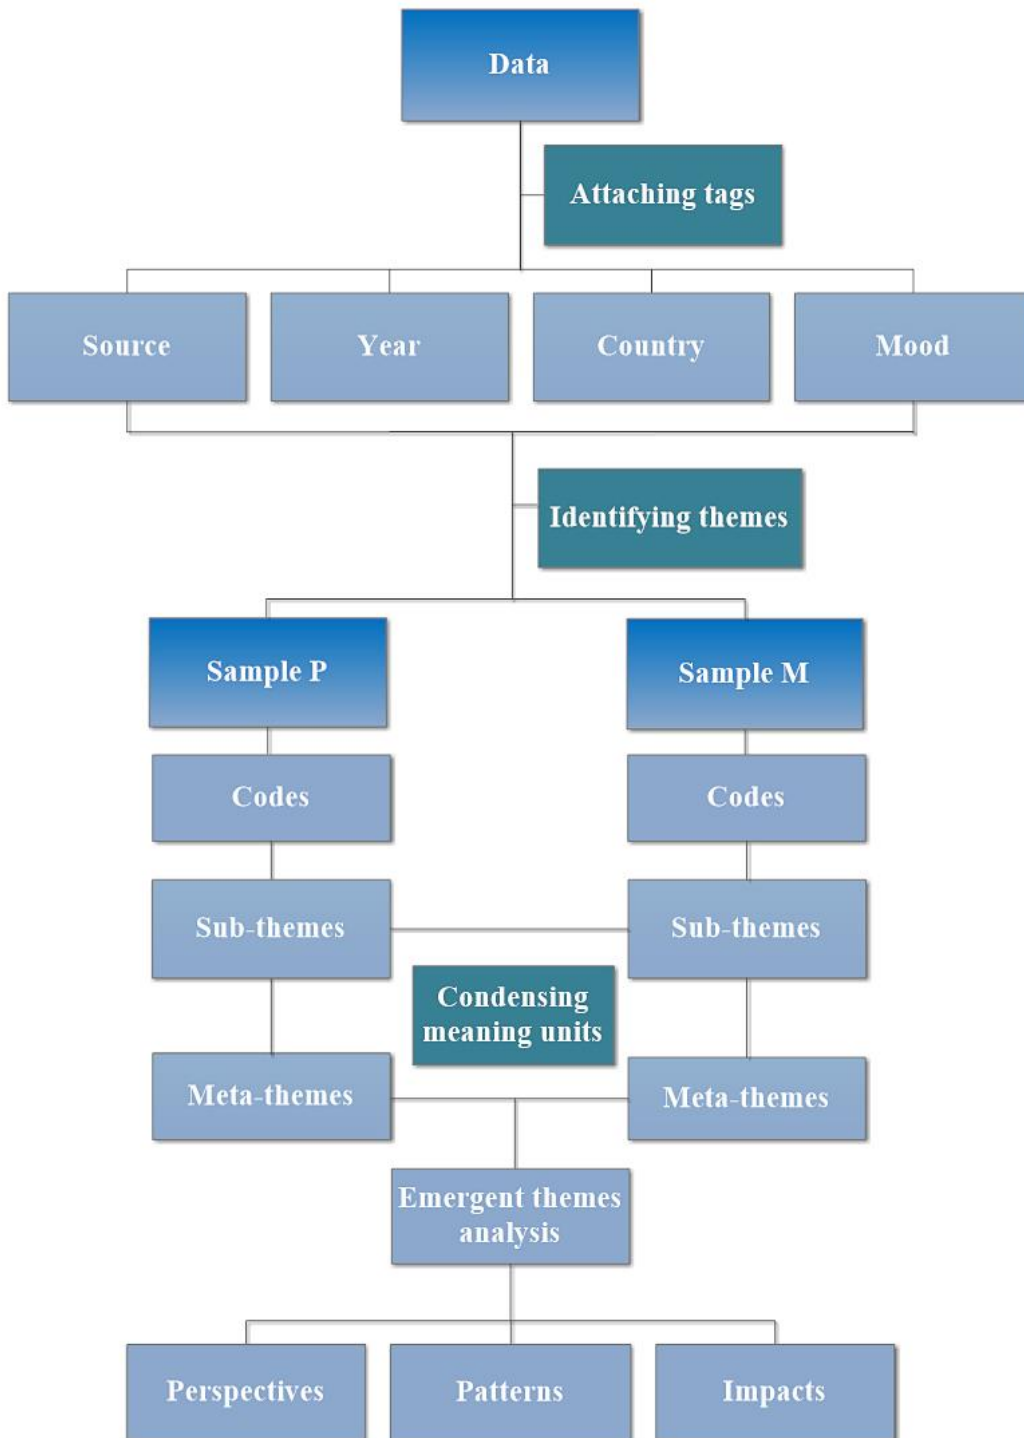 Data
Attaching tags
Source
Year
Country
Mood
Identifying themes
Sample P
Sample M
Codes
Codes
Sub-themes
Sub-themes
Condensing
meaning units
Meta-themes
Meta-themes
Emergent themes
analysis
Perspectives
Patterns
Impacts